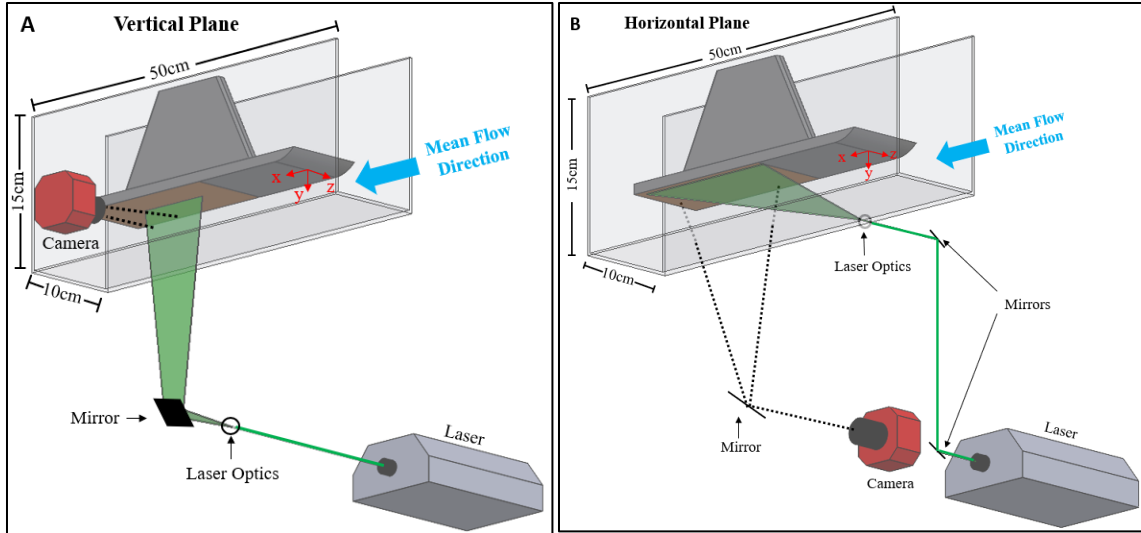 A
Vertical Plane
50cm
15cm
10cm
Mean Flow
Direction
x
y
z
Camera
Mirror
Laser Optics
Laser
B
Horizontal Plane
50cm
15cm
10cm
Mean Flow
Direction
x
y
z
Laser Optics
Mirrors
Mirror
Camera
Laser